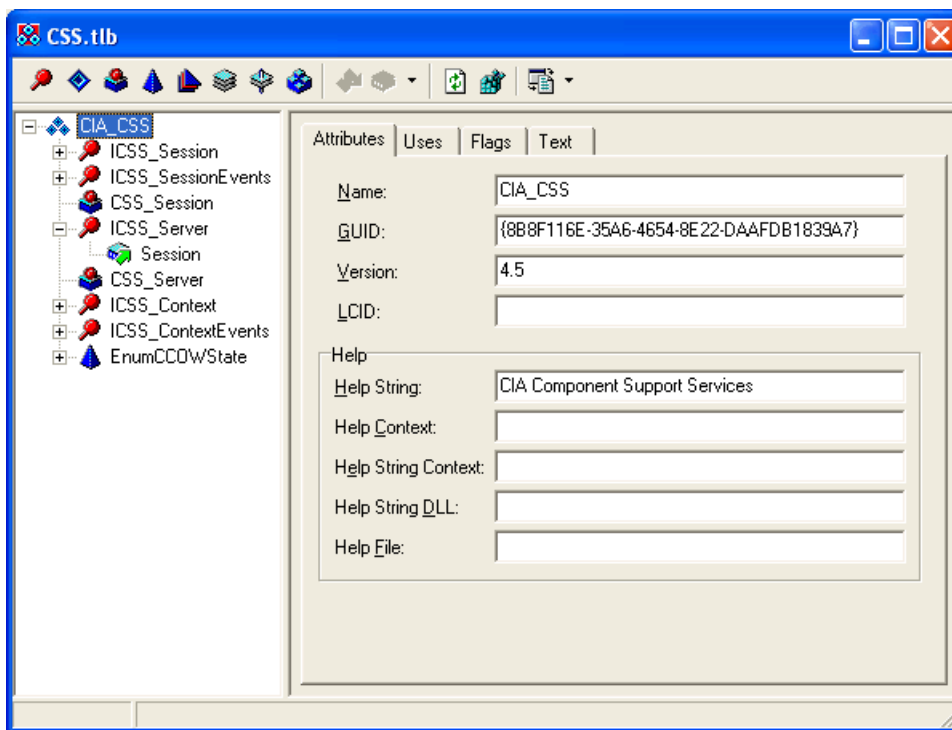 CSS.tlb
CIA_CSS
ICSS_Session
ICSS_SessionEvents
CSS_Session
ICSS_Server
Session
CSS_Server
ICSS_Context
ICSS_ContextEvents
EnumCCOWState
Attributes Uses Flags Text
Name: CIA_CSS
GUID: {8B8F116E-35A6-4654-8E22-DAAFDB1839A7}
Version: 4.5
LCID:
Help
Help String: CIA Component Support Services
Help Context:
Help String Context:
Help String DLL:
Help File: